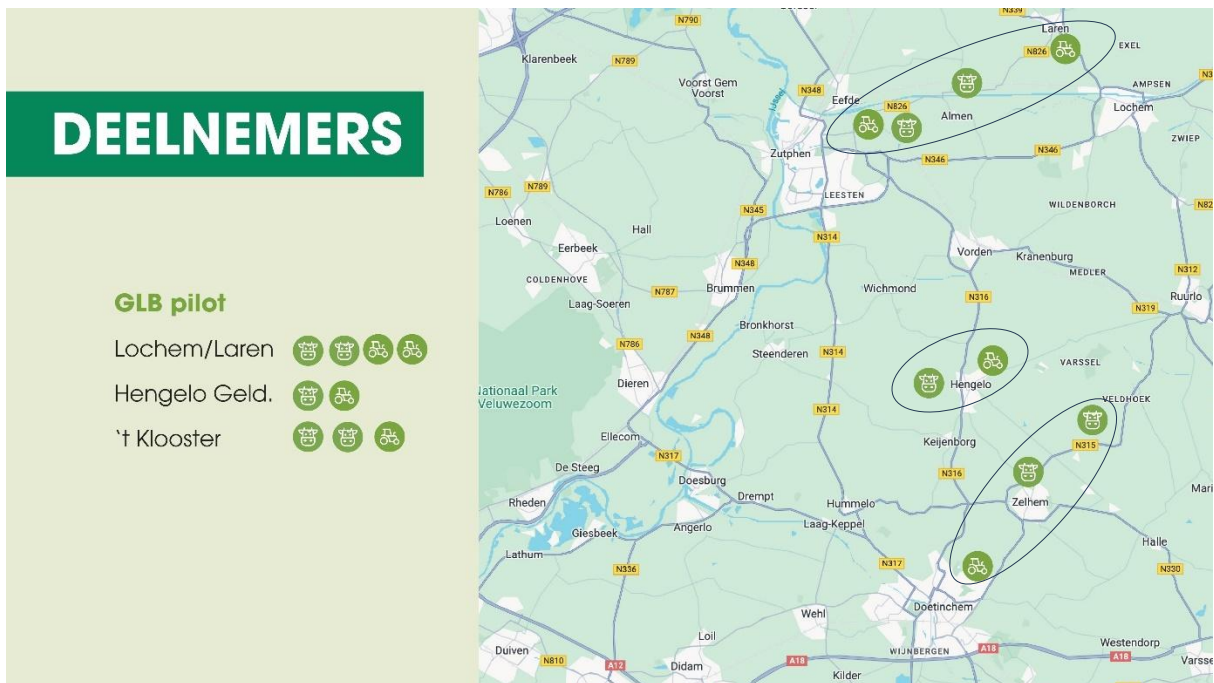 DEELNEMERS
GLB pilot
Lochem/Laren
Hengelo Geld.
‘t Klooster
N339
Laren
N790
EXEL
Klarenbeek
N826
N789
Voorst Gem
Voorst
AMPSEN
N348
Eefde
IJssel
N826
Lochem
Almen
ZWIEP
Zutphen
N346
N346
N789
N786
LEESTEN
WILDENBORCH
N345
Loenen
Hall
N314
Eerbeek
Vorden
Kranenburg
N348
MEDLER
N312
COLDENHOVE
Brummen
N787
Wichmond
N316
Ruurlo
Laag-Soeren
N319
Bronkhorst
N348
N786
Steenderen
N314
VARSSEL
Dieren
Hengelo
Nationaal Park
Veluwezoom
VELDHOEK
N314
Ellecom
Keijenborg
N315
N317
De Steeg
N316
Doesburg
Rheden
Drempt
Hummelo
Zelhem
Giesbeek
Angerlo
Laag-Keppel
Halle
Lathum
N317
N336
N330
Doetinchem
Wehl
Loil
Westendorp
Duiven
WIJNBERGEN
A18
N810
A12
Didam
A18
A18
Kilder